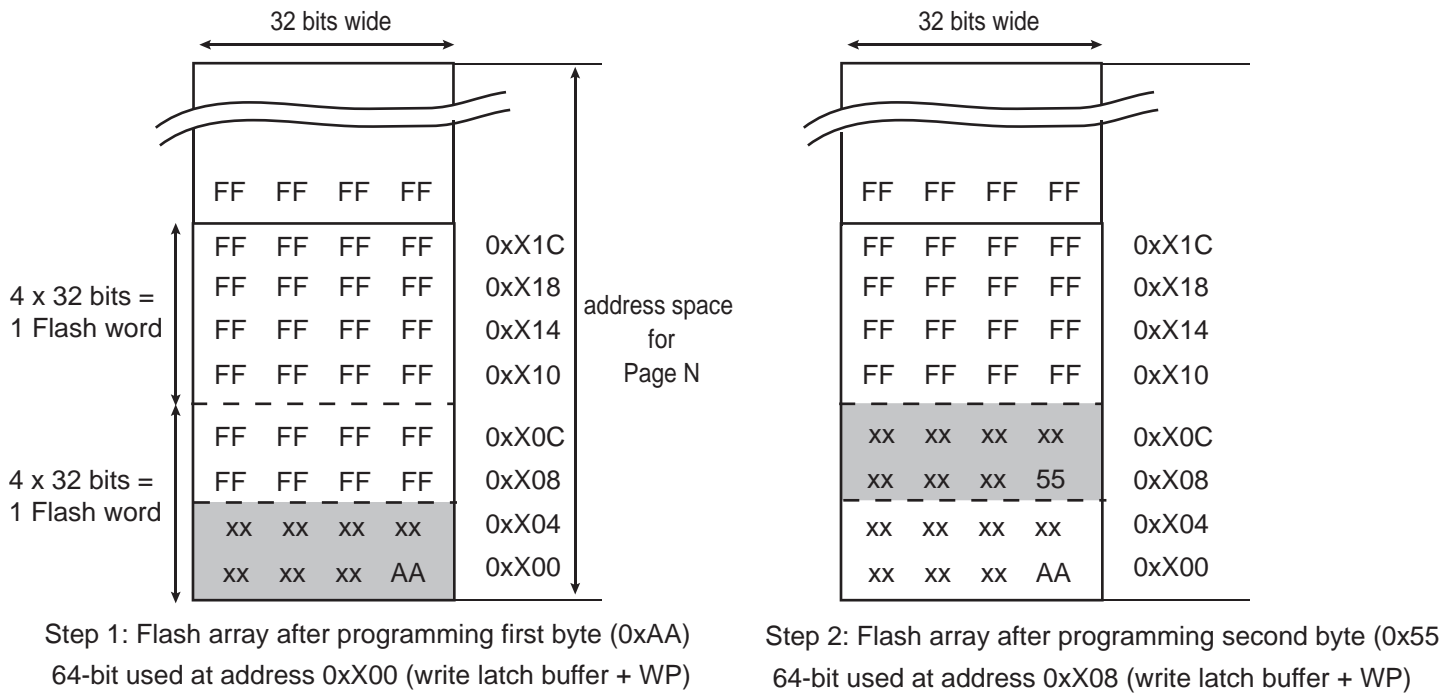 32 bits wide
FF FF FF FF
FF FF FF FF 0xX1C
FF FF FF FF 0xX18
FF FF FF FF 0xX14
FF FF FF FF 0xX10
FF FF FF FF 0xX0C
FF FF FF FF 0xX08
xx xx xx xx 0xX04
xx xx xx AA 0xX00
4 x 32 bits =
1 Flash word
4 x 32 bits =
1 Flash word
address space
for
Page N
Step 1: Flash array after programming first byte (0xAA)
64-bit used at address 0xX00 (write latch buffer + WP)
32 bits wide
FF FF FF FF
FF FF FF FF 0xX1C
FF FF FF FF 0xX18
FF FF FF FF 0xX14
FF FF FF FF 0xX10
xx xx xx xx 0xX0C
xx xx xx 55 0xX08
xx xx xx xx 0xX04
xx xx xx AA 0xX00
Step 2: Flash array after programming second byte (0x55
64-bit used at address 0xX08 (write latch buffer + WP)